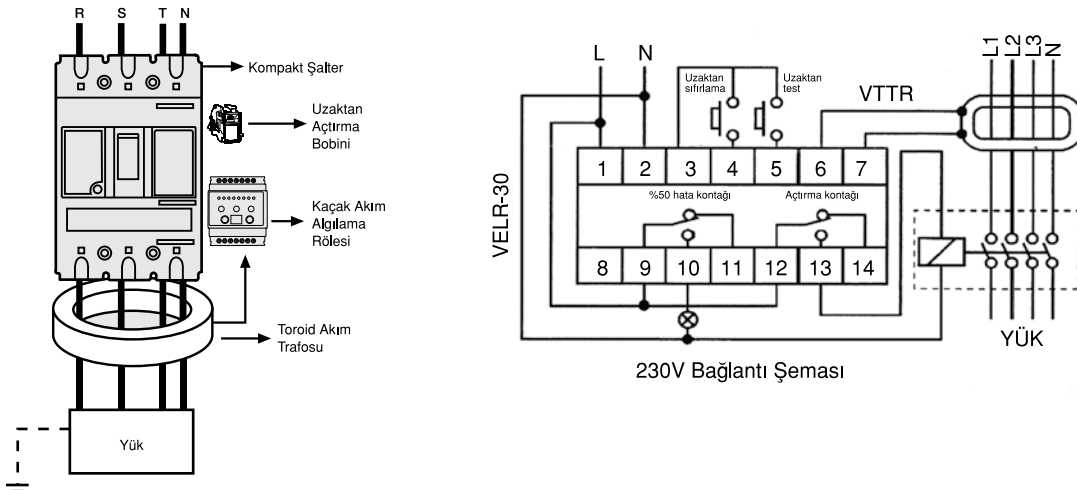 R S T N
Kompakt Şalter
Uzaktan
Açtırma
Bobini
Kaçak Akım
Algılama
Rölesi
Toroid Akım
Trafosu
Yük
L N
Uzaktan
sıfırlama
Uzaktan
test
VTTR
L1 L2 L3 N
1 2 3 4 5 6 7
VELR-30
%50 hata kontağı
Açtırma kontağı
8 9 10 11 12 13 14
YÜK
230V Bağlantı Şeması